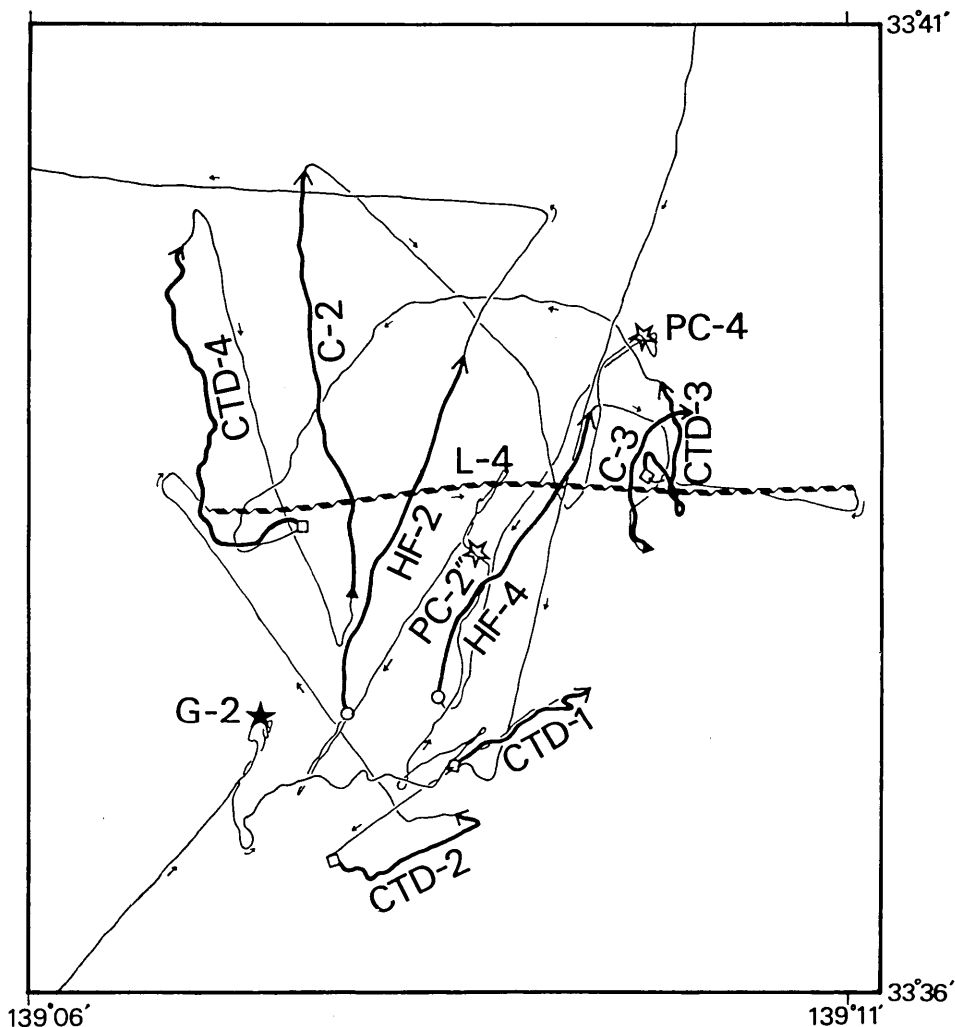 33°41′
PC-4
C-2
CTD-4
CTD-3
C-3
L-4
HF-2
PC-2″
HF-4
G-2
CTD-1
CTD-2
33°36′
139°06′
139°11′